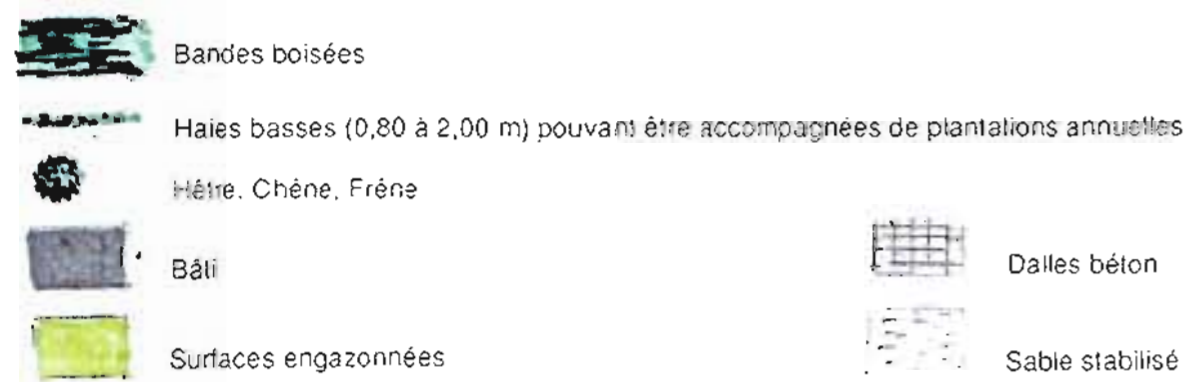 Bandes boisées
Haies basses (0,80 à 2,00 m) pouvant être accompagnées de plantations annuelles
Hêtre, Chêne, Frêne
Bâti
Dalles béton
Surfaces engazonnées
Sable stabilisé